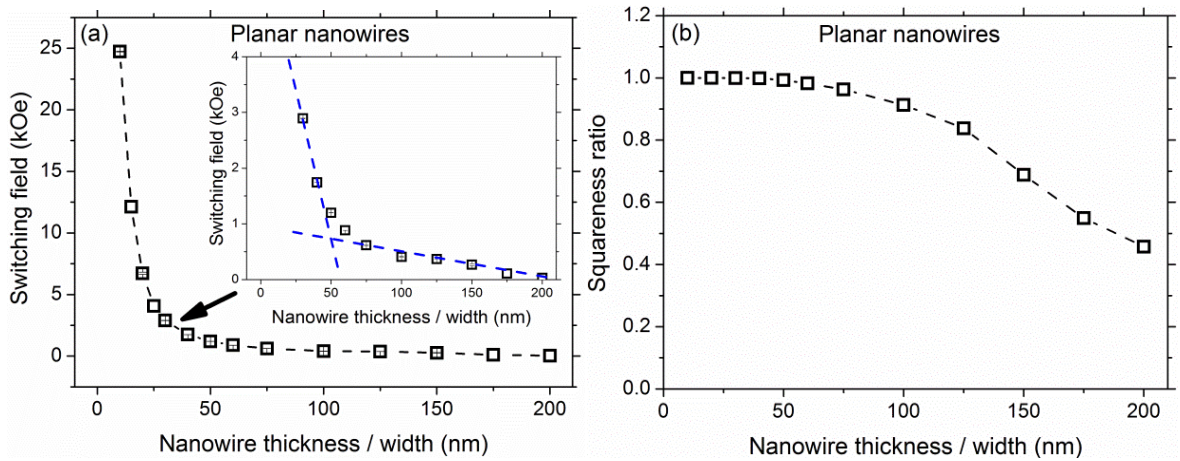 (a) Planar nanowires
Switching field (kOe)
25
20
15
10
5
0
0 50 100 150 200
Nanowire thickness / width (nm)
Switching field (kOe)
4
3
2
1
0
0 50 100 150 200
Nanowire thickness / width (nm)
(b) Planar nanowires
Squareness ratio
1.2
1.0
0.8
0.6
0.4
0.2
0.0
0 50 100 150 200
Nanowire thickness / width (nm)